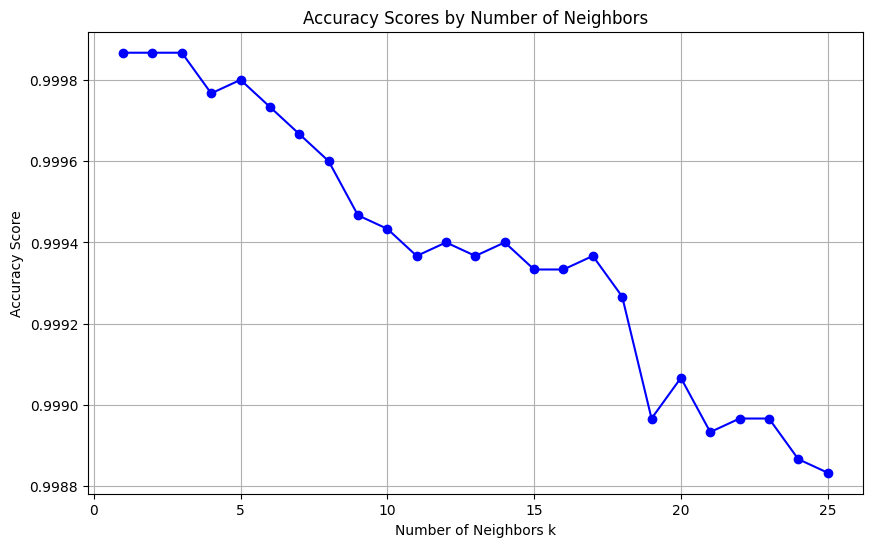 Accuracy Scores by Number of Neighbors
Accuracy Score
0.9998
0.9996
0.9994
0.9992
0.9990
0.9988
0 5 10 15 20 25
Number of Neighbors k